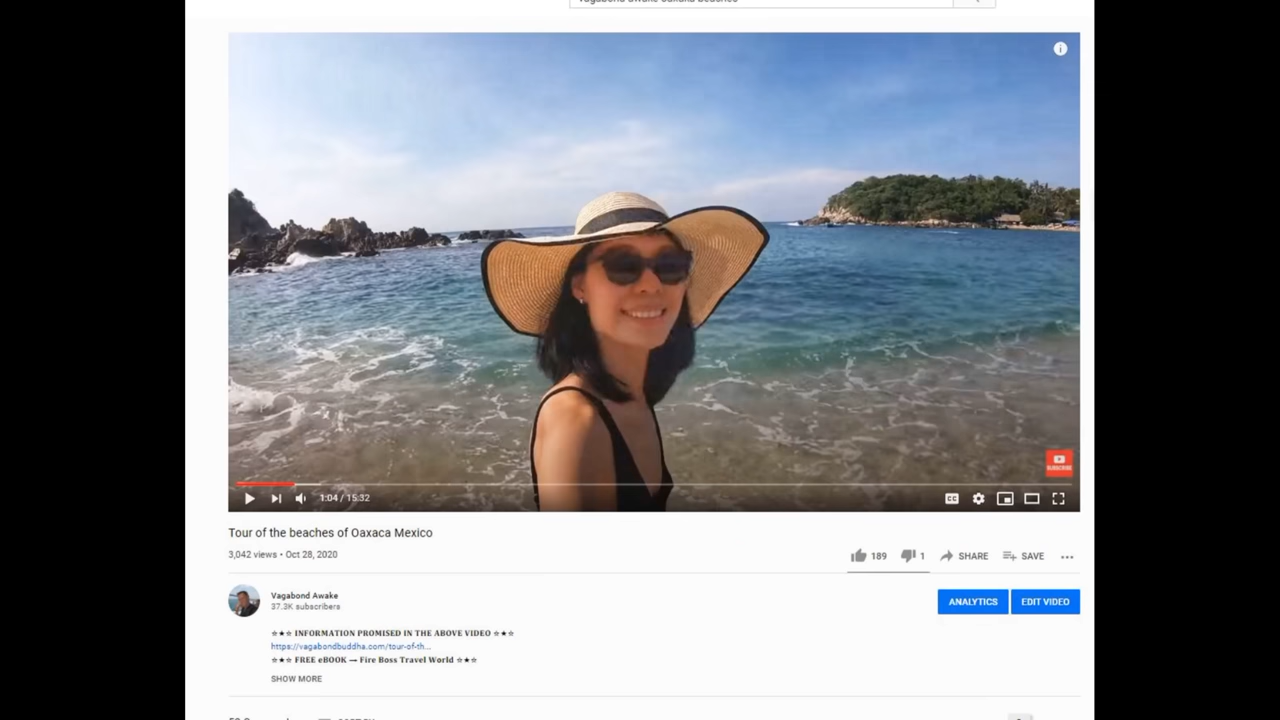 SUBSCRIBE
1:04 / 15:32
CC
Tour of the beaches of Oaxaca Mexico
3,042 views • Oct 28, 2020
189
1
SHARE
SAVE
Vagabond Awake
37.3K subscribers
ANALYTICS
EDIT VIDEO
☆★☆ INFORMATION PROMISED IN THE ABOVE VIDEO ☆★☆
https://vagabondbuddha.com/tour-of-th...
☆★☆ FREE eBOOK → Fire Boss Travel World ☆★☆
SHOW MORE